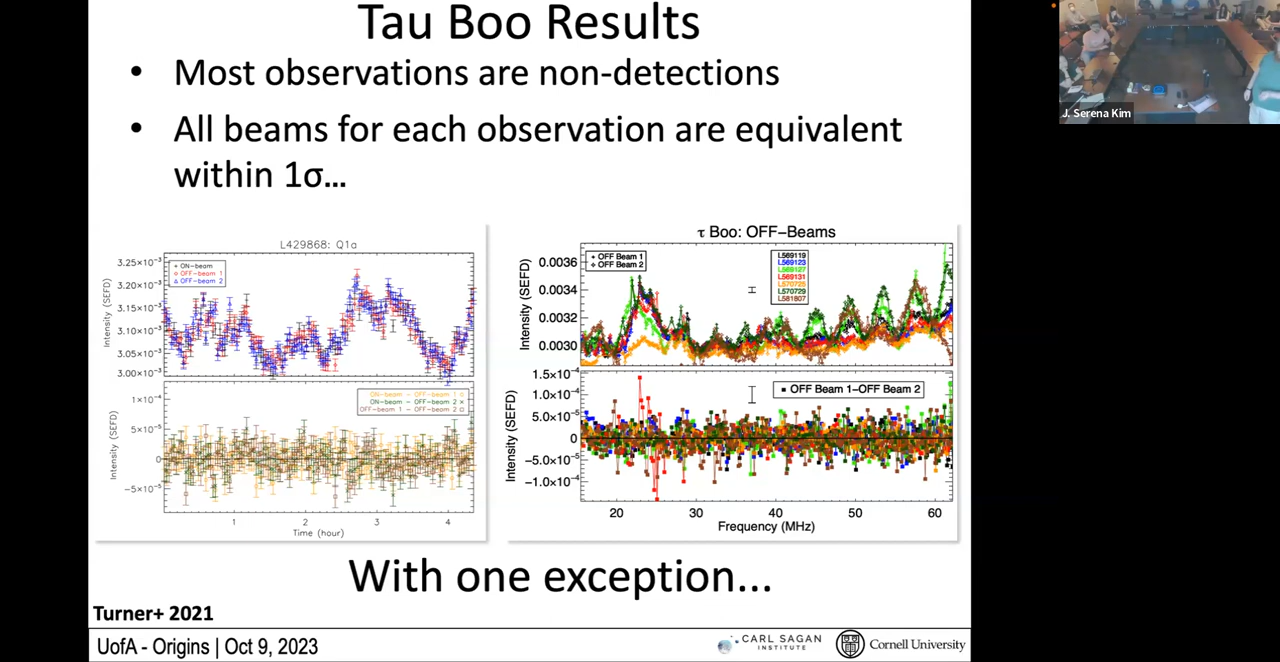 Tau Boo Results
• Most observations are non-detections
• All beams for each observation are equivalent
within 1σ...
L429868: Q1a
ON-beam
OFF-beam 1
OFF-beam 2
3.25×10⁻³
3.20×10⁻³
3.15×10⁻³
3.10×10⁻³
3.05×10⁻³
3.00×10⁻³
Intensity (SEFD)
ON-beam - OFF-beam 1
ON-beam - OFF-beam 2
OFF-beam 1 - OFF-beam 2
1×10⁻⁴
5×10⁻⁵
0
−5×10⁻⁵
Intensity (SEFD)
1 2 3 4
Time (hour)
τ Boo: OFF−Beams
OFF Beam 1
OFF Beam 2
L569119
L569123
L569127
L569131
L570725
L570729
L581807
0.0036
0.0034
0.0032
0.0030
Intensity (SEFD)
OFF Beam 1−OFF Beam 2
1.5×10⁻⁴
1.0×10⁻⁴
5.0×10⁻⁵
0
−5.0×10⁻⁵
−1.0×10⁻⁴
Intensity (SEFD)
20 30 40 50 60
Frequency (MHz)
With one exception...
Turner+ 2021
UofA - Origins | Oct 9, 2023
CARL SAGAN
INSTITUTE
Cornell University
J. Serena Kim